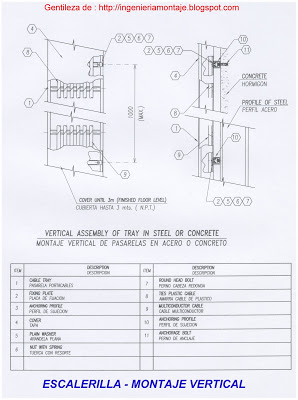 Gentileza de : http://ingenieriamontaje.blogspot.com
2 5 6 7
2 5 6 7
10
4
11
8
6
CONCRETE
HORMIGON
1
1000
(MAX.)
PROFILE OF STEEL
PERFIL ACERO
1
10
9
9
COVER UNTIL 3m (FINISHED FLOOR LEVEL)
CUBIERTA HASTA 3 mts. ( N.P.T.)
4
2 5 6 7
VERTICAL ASSEMBLY OF TRAY IN STEEL OR CONCRETE
MONTAJE VERTICAL DE PASARELAS EN ACERO O CONCRETO
ITEM DESCRIPTION DESCRIPCION ITEM DESCRIPTION DESCRIPCION
1 CABLE TRAY PASARELA PORTACABLES
2 FIXING PLATE PLACA DE FIJACION
3 ANCHORING PROFILE PERFIL DE SUJECION
4 COVER TAPA
5 PLAIN WASHER ARANDELA PLANA
6 NUT WITH SPRING TUERCA CON RESORTE
7 ROUND HEAD BOLT PERNO CABEZA REDONDA
8 TIES PLASTIC CABLE AMARRA CABLE DE PLASTICO
9 MULTICONDUCTOR CABLE CABLE MULTICONDUCTOR
10 ANCHORING PROFILE PERFIL DE SUJECION
11 ANCHORAGE BOLT PERNO DE ANCLAJE
ESCALERILLA - MONTAJE VERTICAL